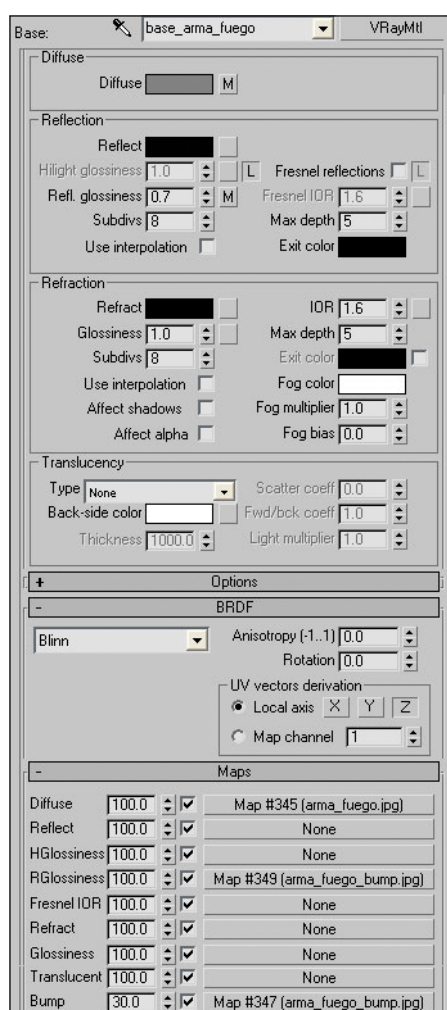 Base: base_arma_fuego VRayMtl
Diffuse
Diffuse M
Reflection
Reflect
Hilight glossiness 1.0 L Fresnel reflections L
Refl. glossiness 0.7 M Fresnel IOR 1.6
Subdivs 8 Max depth 5
Use interpolation Exit color
Refraction
Refract IOR 1.6
Glossiness 1.0 Max depth 5
Subdivs 8 Exit color
Use interpolation Fog color
Affect shadows Fog multiplier 1.0
Affect alpha Fog bias 0.0
Translucency
Type None Scatter coeff 0.0
Back-side color Fwd/bck coeff 1.0
Thickness 1000.0 Light multiplier 1.0
+ Options
- BRDF
Blinn Anisotropy (-1..1) 0.0
Rotation 0.0
UV vectors derivation
Local axis X Y Z
Map channel 1
- Maps
Diffuse 100.0 Map #345 (arma_fuego.jpg)
Reflect 100.0 None
HGlossiness 100.0 None
RGlossiness 100.0 Map #349 (arma_fuego_bump.jpg)
Fresnel IOR 100.0 None
Refract 100.0 None
Glossiness 100.0 None
Translucent 100.0 None
Bump 30.0 Map #347 (arma_fuego_bump.jpg)